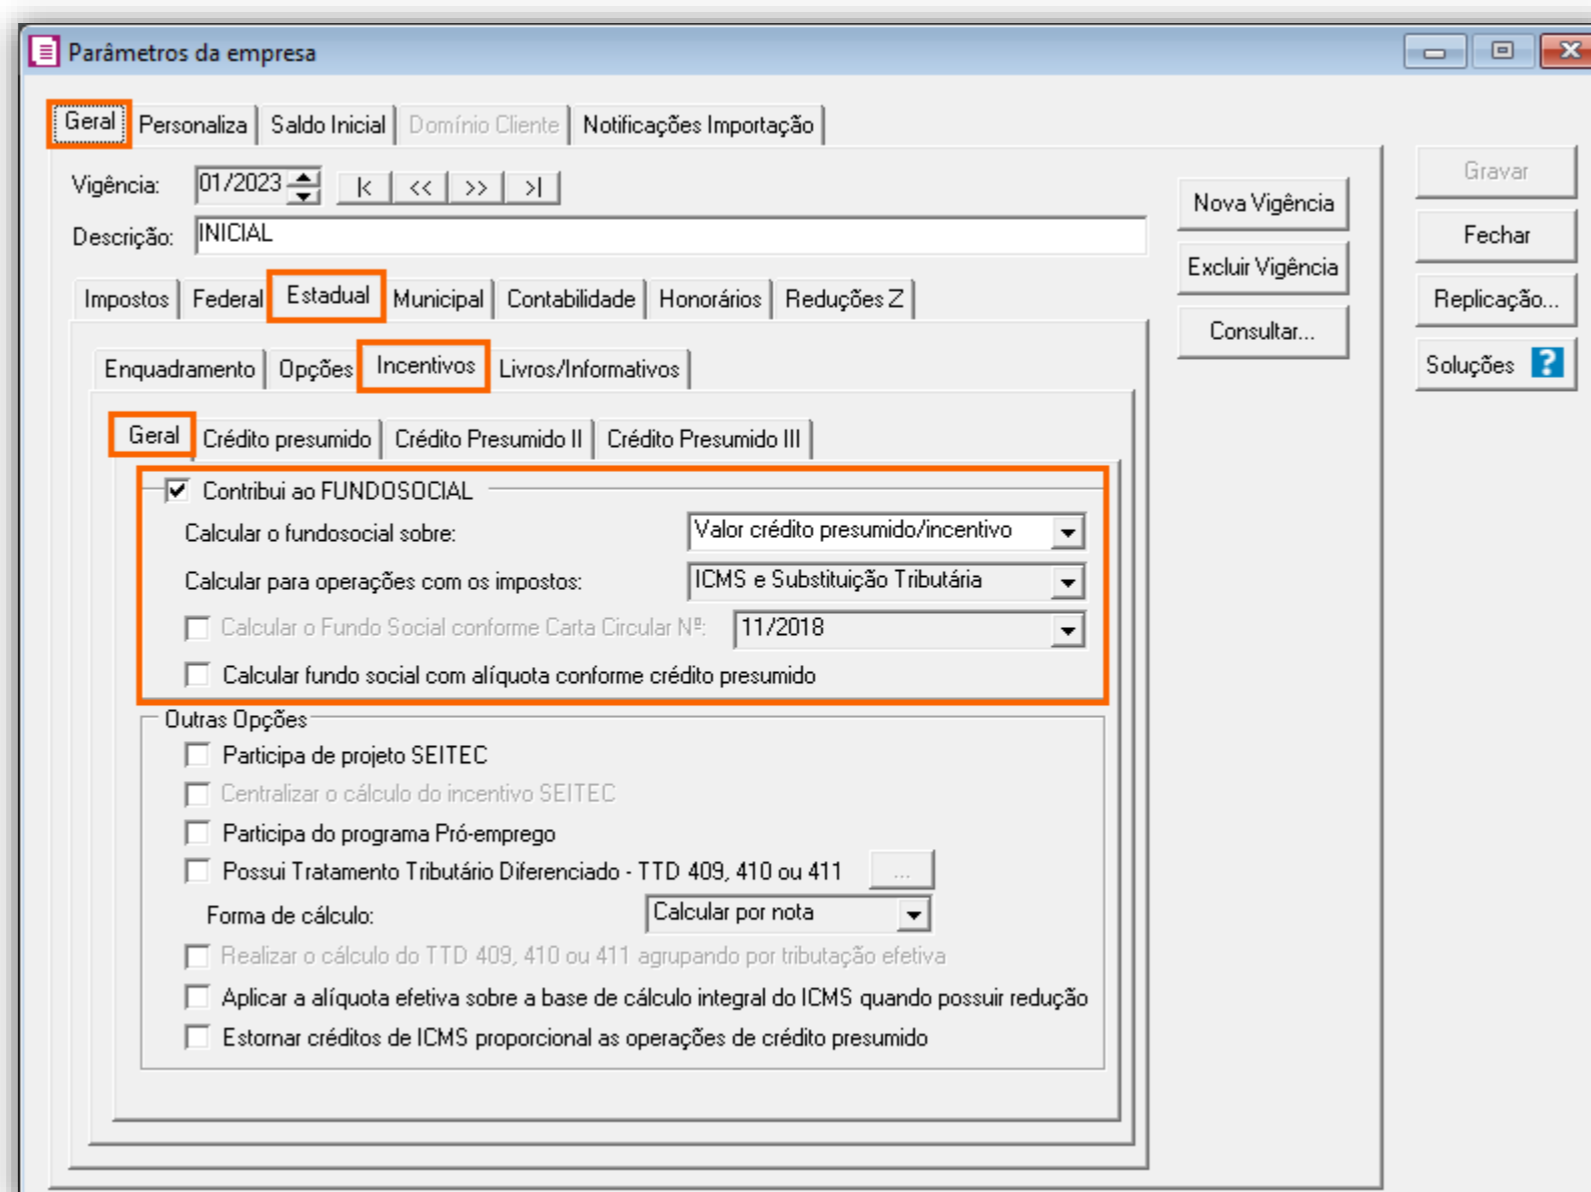 Parâmetros da empresa
Geral Personaliza Saldo Inicial Domínio Cliente Notificações Importação
Vigência: 01/2023 |< << >> >|
Descrição: INICIAL
Nova Vigência
Excluir Vigência
Consultar...
Gravar
Fechar
Replicação...
Soluções ?
Impostos Federal Estadual Municipal Contabilidade Honorários Reduções Z
Enquadramento Opções Incentivos Livros/Informativos
Geral Crédito presumido Crédito Presumido II Crédito Presumido III
Contribui ao FUNDOSOCIAL
Calcular o fundosocial sobre: Valor crédito presumido/incentivo
Calcular para operações com os impostos: ICMS e Substituição Tributária
Calcular o Fundo Social conforme Carta Circular Nº: 11/2018
Calcular fundo social com alíquota conforme crédito presumido
Outras Opções
Participa de projeto SEITEC
Centralizar o cálculo do incentivo SEITEC
Participa do programa Pró-emprego
Possui Tratamento Tributário Diferenciado - TTD 409, 410 ou 411 ...
Forma de cálculo: Calcular por nota
Realizar o cálculo do TTD 409, 410 ou 411 agrupando por tributação efetiva
Aplicar a alíquota efetiva sobre a base de cálculo integral do ICMS quando possuir redução
Estornar créditos de ICMS proporcional as operações de crédito presumido